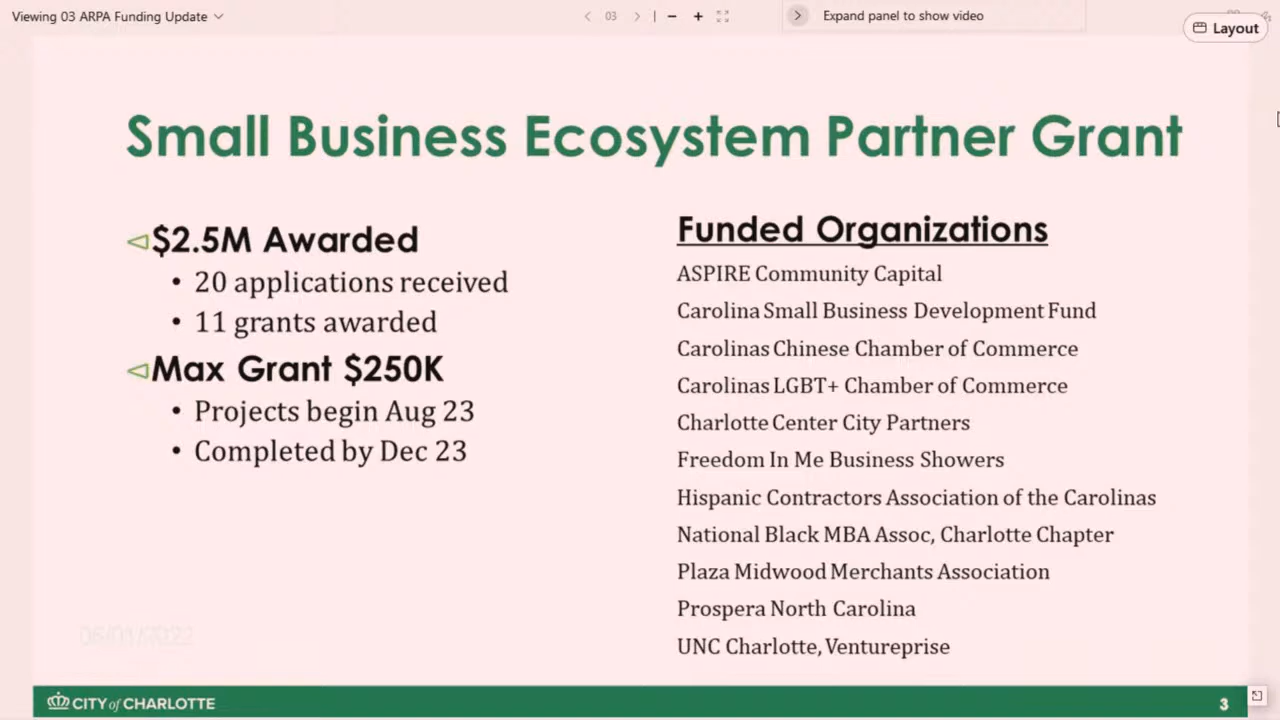 Viewing 03 ARPA Funding Update
03
Expand panel to show video
Layout
Small Business Ecosystem Partner Grant
$2.5M Awarded
• 20 applications received
• 11 grants awarded
Max Grant $250K
• Projects begin Aug 23
• Completed by Dec 23
Funded Organizations
ASPIRE Community Capital
Carolina Small Business Development Fund
Carolinas Chinese Chamber of Commerce
Carolinas LGBT+ Chamber of Commerce
Charlotte Center City Partners
Freedom In Me Business Showers
Hispanic Contractors Association of the Carolinas
National Black MBA Assoc, Charlotte Chapter
Plaza Midwood Merchants Association
Prospera North Carolina
UNC Charlotte, Ventureprise
CITY of CHARLOTTE
3